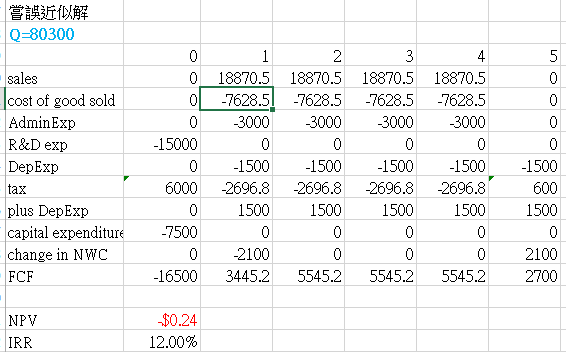 嘗誤近似解
Q=80300
0 1 2 3 4 5
sales 0 18870.5 18870.5 18870.5 18870.5 0
cost of good sold 0 -7628.5 -7628.5 -7628.5 -7628.5 0
AdminExp 0 -3000 -3000 -3000 -3000 0
R&D exp -15000 0 0 0 0 0
DepExp 0 -1500 -1500 -1500 -1500 -1500
tax 6000 -2696.8 -2696.8 -2696.8 -2696.8 600
plus DepExp 0 1500 1500 1500 1500 1500
capital expenditure -7500 0 0 0 0 0
change in NWC 0 -2100 0 0 0 2100
FCF -16500 3445.2 5545.2 5545.2 5545.2 2700
NPV -$0.24
IRR 12.00%